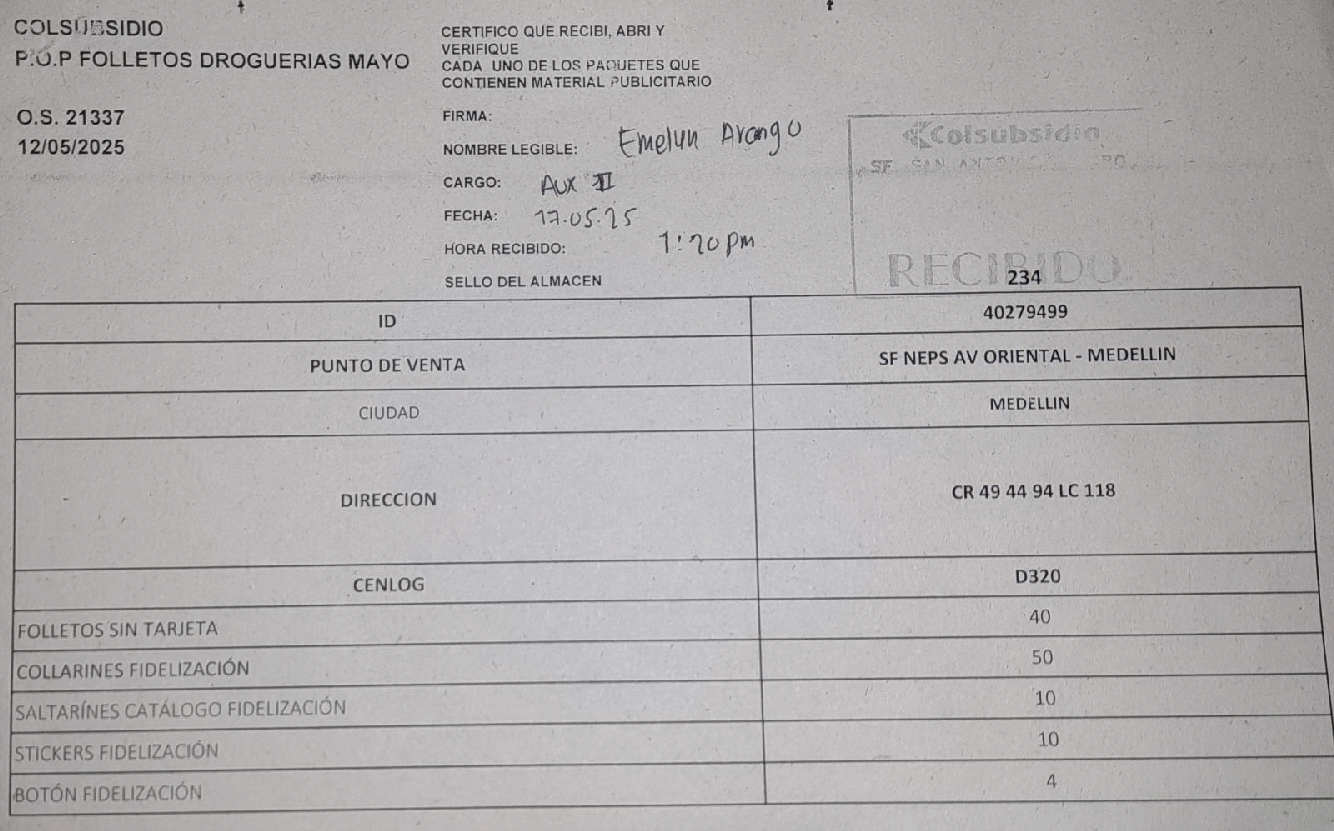 COLSUBSIDIO
P.O.P FOLLETOS DROGUERIAS MAYO
O.S. 21337
12/05/2025
CERTIFICO QUE RECIBI, ABRI Y
VERIFIQUE
CADA UNO DE LOS PAQUETES QUE
CONTIENEN MATERIAL PUBLICITARIO
FIRMA:
NOMBRE LEGIBLE: Emelyn Arango
CARGO: Aux II
FECHA: 17.05.25
HORA RECIBIDO: 1:20 pm
SELLO DEL ALMACEN
Colsubsidio
SF SAN
RECIBIDO.
234
ID 40279499
PUNTO DE VENTA SF NEPS AV ORIENTAL - MEDELLIN
CIUDAD MEDELLIN
DIRECCION CR 49 44 94 LC 118
CENLOG D320
FOLLETOS SIN TARJETA 40
COLLARINES FIDELIZACIÓN 50
SALTARÍNES CATÁLOGO FIDELIZACIÓN 10
STICKERS FIDELIZACIÓN 10
BOTÓN FIDELIZACIÓN 4